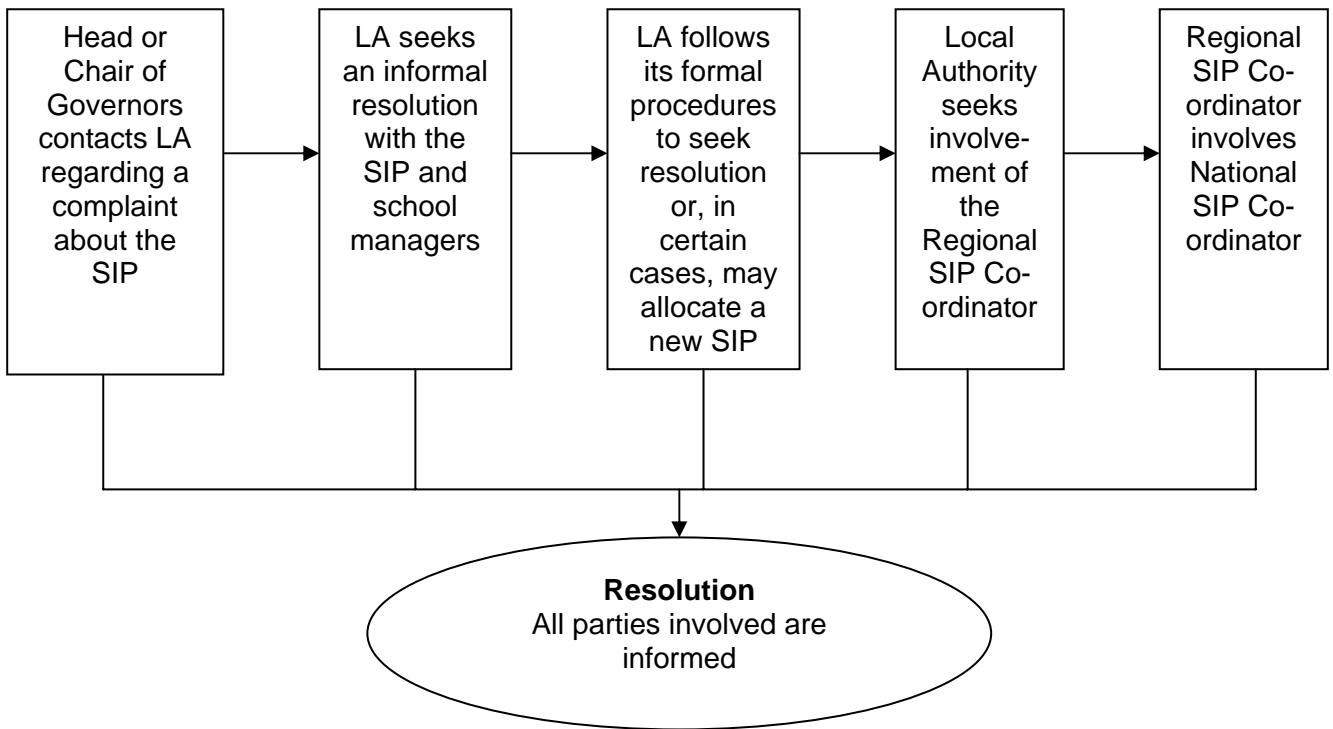 Head or
Chair of
Governors
contacts LA
regarding a
complaint
about the
SIP
LA seeks
an informal
resolution
with the
SIP and
school
managers
LA follows
its formal
procedures
to seek
resolution
or, in
certain
cases, may
allocate a
new SIP
Local
Authority
seeks
involve-
ment of
the
Regional
SIP Co-
ordinator
Regional
SIP Co-
ordinator
involves
National
SIP Co-
ordinator
Resolution
All parties involved are
informed